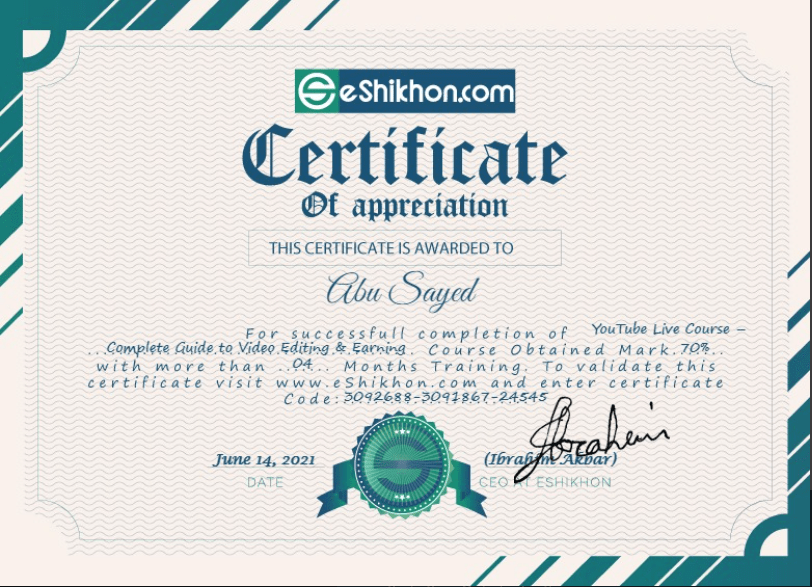 eShikhon.com
Certificate
Of appreciation
THIS CERTIFICATE IS AWARDED TO
Abu Sayed
For successfull completion of YouTube Live Course –
...Complete Guide to Video Editing & Earning. Course Obtained Mark.70%..
with more than ..04.. Months Training. To validate this
certificate visit www.eShikhon.com and enter certificate
Code:3092688-3091867-24545
June 14, 2021
DATE
Ibrahim
(Ibrahim Akbar)
CEO AT ESHIKHON